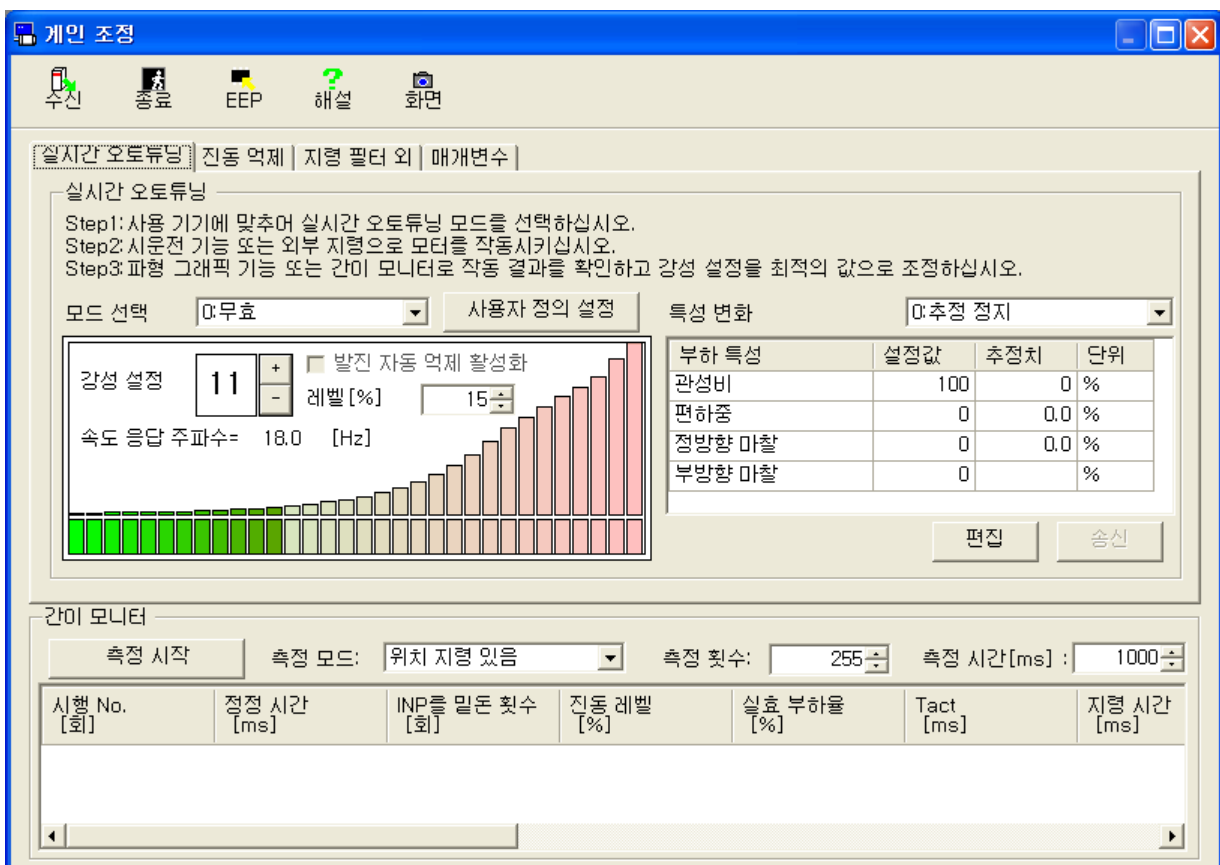 게인 조정
수신 종료 EEP 해설 화면
실시간 오토튜닝 진동 억제 지령 필터 외 매개변수
실시간 오토튜닝
Step1:사용 기기에 맞추어 실시간 오토튜닝 모드를 선택하십시오.
Step2:시운전 기능 또는 외부 지령으로 모터를 작동시키십시오.
Step3:파형 그래픽 기능 또는 간이 모니터로 작동 결과를 확인하고 강성 설정을 최적의 값으로 조정하십시오.
모드 선택 0:무효 사용자 정의 설정 특성 변화 0:추정 정지
강성 설정 11 + -
발진 자동 억제 활성화
레벨[%] 15
속도 응답 주파수= 18.0 [Hz]
부하 특성 설정값 추정치 단위
관성비 100 0 %
편하중 0 0.0 %
정방향 마찰 0 0.0 %
부방향 마찰 0 %
편집 송신
간이 모니터
측정 시작 측정 모드: 위치 지령 있음 측정 횟수: 255 측정 시간[ms] : 1000
시행 No. 정정 시간 INP를 밑돈 횟수 진동 레벨 실효 부하율 Tact 지령 시간
[회] [ms] [회] [%] [%] [ms] [ms]